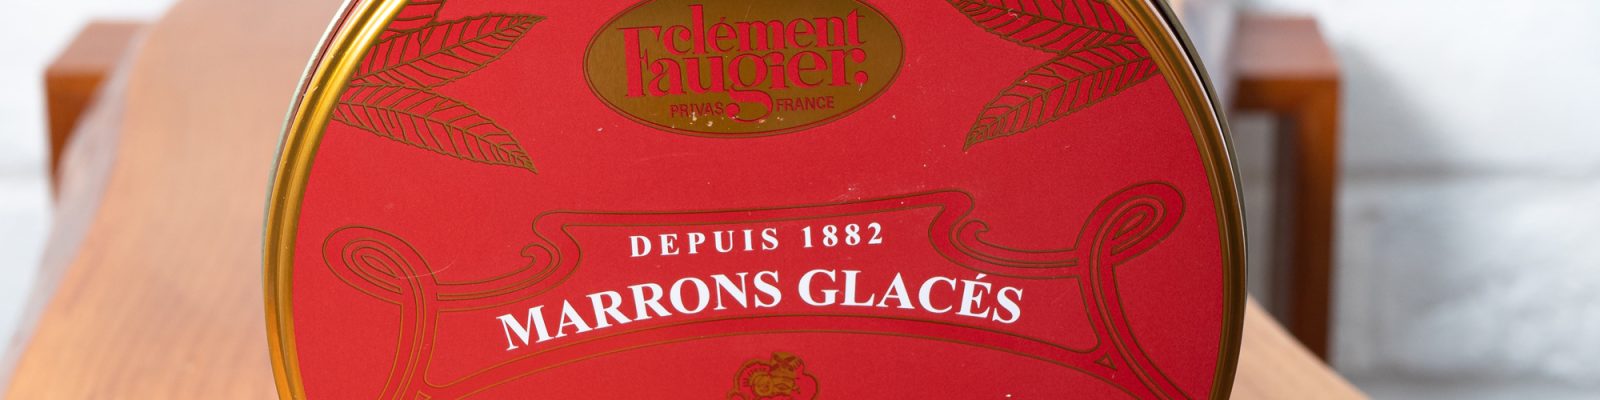 clément
Faugier.
PRIVAS FRANCE
DEPUIS 1882
MARRONS GLACÉS